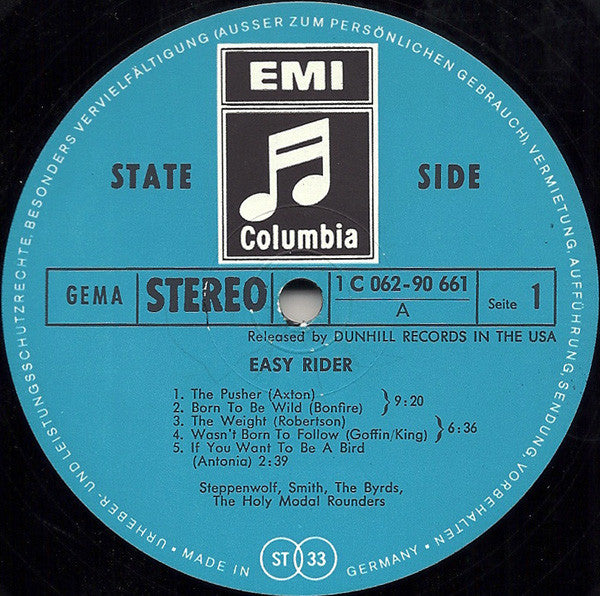 EMI
Columbia
STATE SIDE
GEMA
STEREO
1 C 062-90 661
A
Seite 1
Released by DUNHILL RECORDS IN THE USA
EASY RIDER
1. The Pusher (Axton)
2. Born To Be Wild (Bonfire)
} 9:20
3. The Weight (Robertson)
4. Wasn't Born To Follow (Goffin/King)
} 6:36
5. If You Want To Be A Bird
(Antonia) 2:39
Steppenwolf, Smith, The Byrds,
The Holy Modal Rounders
URHEBER- UND LEISTUNGSSCHUTZRECHTE, BESONDERS VERVIELFÄLTIGUNG (AUSSER ZUM PERSÖNLICHEN GEBRAUCH), VERMIETUNG, AUFFÜHRUNG, SENDUNG, VORBEHALTEN •
• MADE IN GERMANY •
ST 33